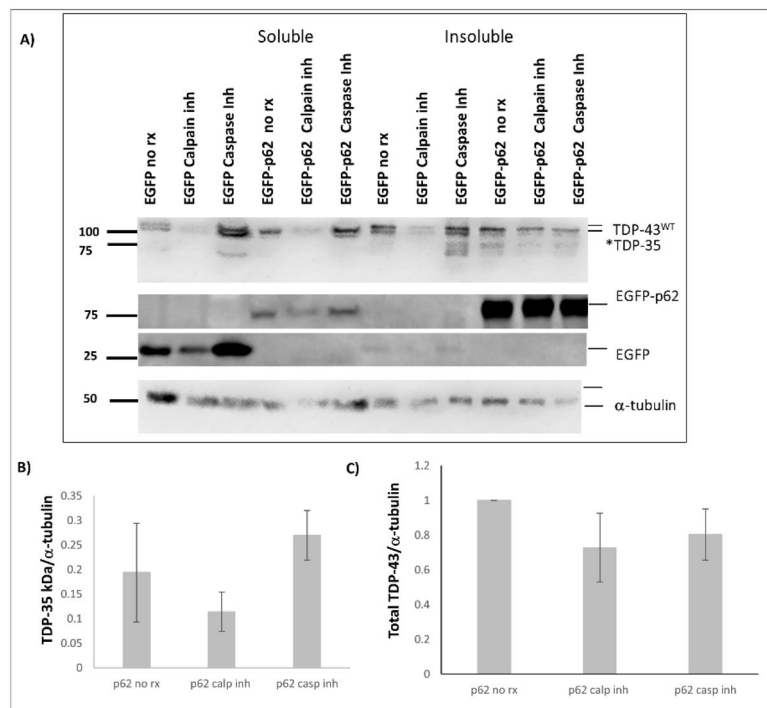 A)
Soluble
Insoluble
EGFP no rx
EGFP Calpain inh
EGFP Caspase Inh
EGFP-p62 no rx
EGFP-p62 Calpain inh
EGFP-p62 Caspase Inh
EGFP no rx
EGFP Calpain inh
EGFP Caspase inh
EGFP-p62 no rx
EGFP-p62 Calpain inh
EGFP-p62 Caspase Inh
100
75
TDP-43WT
*TDP-35
75
EGFP-p62
25
EGFP
50
α-tubulin
B)
TDP-35 kDa/α-tubulin
0.35
0.3
0.25
0.2
0.15
0.1
0.05
0
p62 no rx
p62 calp inh
p62 casp inh
C)
Total TDP-43/α-tubulin
1.2
1
0.8
0.6
0.4
0.2
0
p62 no rx
p62 calp inh
p62 casp inh